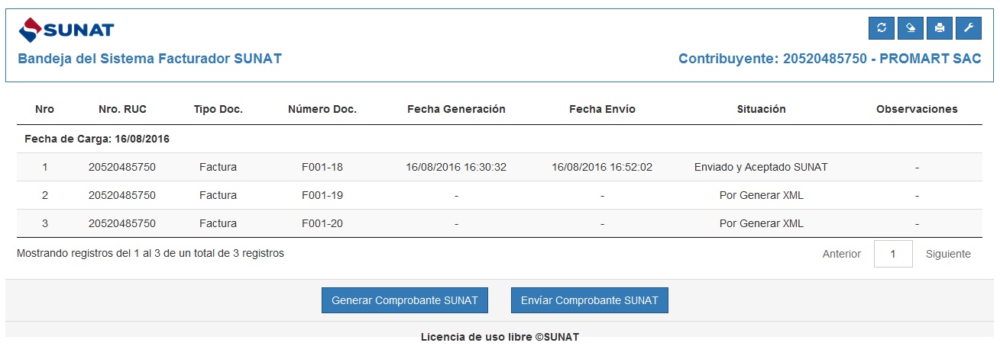 SUNAT
Bandeja del Sistema Facturador SUNAT Contribuyente: 20520485750 - PROMART SAC
Nro Nro. RUC Tipo Doc. Número Doc. Fecha Generación Fecha Envío Situación Observaciones
Fecha de Carga: 16/08/2016
1 20520485750 Factura F001-18 16/08/2016 16:30:32 16/08/2016 16:52:02 Enviado y Aceptado SUNAT -
2 20520485750 Factura F001-19 - - Por Generar XML -
3 20520485750 Factura F001-20 - - Por Generar XML -
Mostrando registros del 1 al 3 de un total de 3 registros Anterior 1 Siguiente
Generar Comprobante SUNAT Envíar Comprobante SUNAT
Licencia de uso libre ©SUNAT